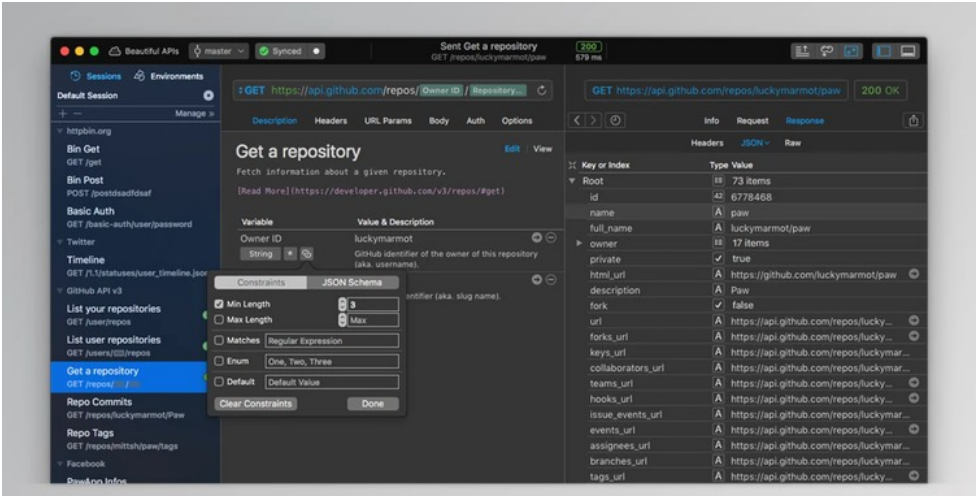 Beautiful APIs
master
Synced
Sent Get a repository
GET /repos/luckymarmot/paw
200
579 ms
Sessions
Environments
Default Session
+ − Manage »
httpbin.org
Bin Get
GET /get
Bin Post
POST /postdsadfdsaf
Basic Auth
GET /basic-auth/user/password
Twitter
Timeline
GET /1.1/statuses/user_timeline.json
GitHub API v3
List your repositories
GET /user/repos
List user repositories
GET /users/ /repos
Get a repository
GET /repos/ /
Repo Commits
GET /repos/luckymarmot/Paw
Repo Tags
GET /repos/mittsh/paw/tags
Facebook
PawApp Infos
GET https://api.github.com/repos/ Owner ID / Repository...
Description Headers URL Params Body Auth Options
Get a repository
Edit View
Fetch information about a given repository.
[Read More](https://developer.github.com/v3/repos/#get)
Variable Value & Description
Owner ID luckymarmot
String * GitHub identifier of the owner of this repository
(aka. username).
entifier (aka. slug name).
Constraints JSON Schema
Min Length 3
Max Length Max
Matches Regular Expression
Enum One, Two, Three
Default Default Value
Clear Constraints Done
GET https://api.github.com/repos/luckymarmot/paw 200 OK
Info Request Response
Headers JSON Raw
Key or Index Type Value
Root 73 items
id 42 6778468
name A paw
full_name A luckymarmot/paw
owner 17 items
private ✓ true
html_url A https://github.com/luckymarmot/paw
description A Paw
fork ✓ false
url A https://api.github.com/repos/lucky...
forks_url A https://api.github.com/repos/lucky...
keys_url A https://api.github.com/repos/luckymar...
collaborators_url A https://api.github.com/repos/luckymar...
teams_url A https://api.github.com/repos/lucky...
hooks_url A https://api.github.com/repos/lucky...
issue_events_url A https://api.github.com/repos/luckymar...
events_url A https://api.github.com/repos/lucky...
assignees_url A https://api.github.com/repos/luckymar...
branches_url A https://api.github.com/repos/luckymar...
tags_url A https://api.github.com/repos/lucky...